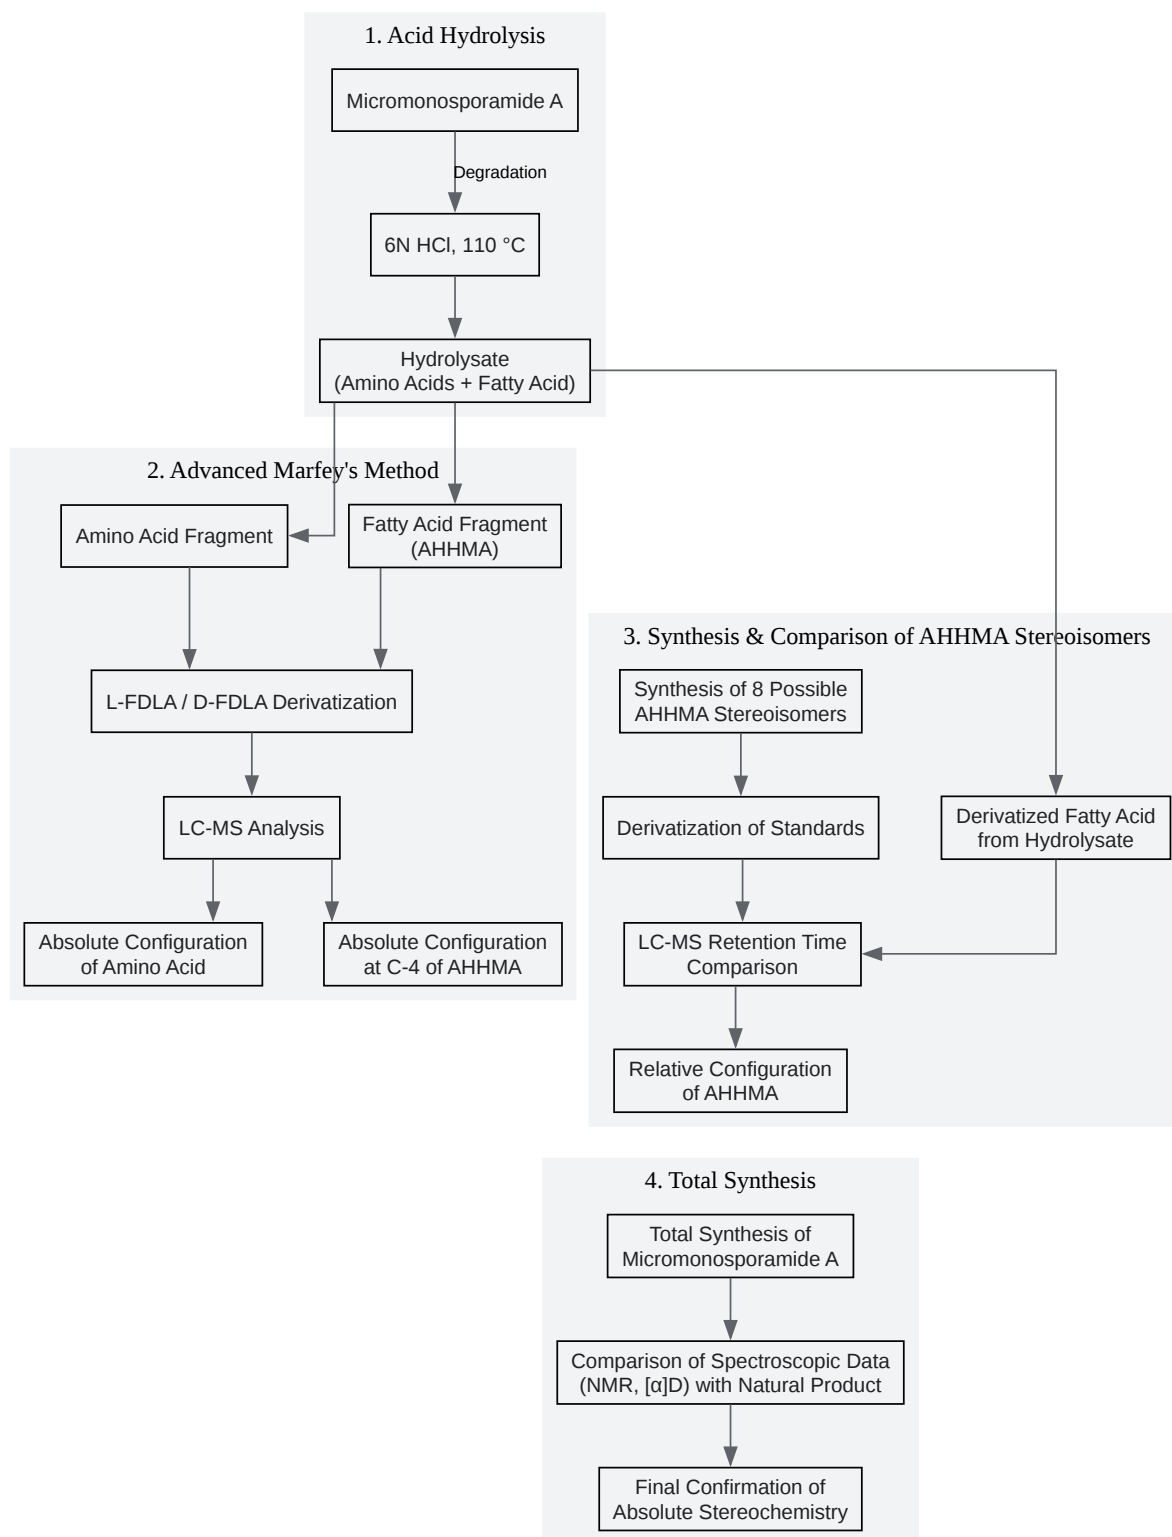 1. Acid Hydrolysis
Micromonosporamide A
Degradation
6N HCl, 110 °C
Hydrolysate
(Amino Acids + Fatty Acid)
2. Advanced Marfey's Method
Amino Acid Fragment
Fatty Acid Fragment
(AHHMA)
L-FDLA / D-FDLA Derivatization
LC-MS Analysis
Absolute Configuration
of Amino Acid
Absolute Configuration
at C-4 of AHHMA
3. Synthesis & Comparison of AHHMA Stereoisomers
Synthesis of 8 Possible
AHHMA Stereoisomers
Derivatization of Standards
Derivatized Fatty Acid
from Hydrolysate
LC-MS Retention Time
Comparison
Relative Configuration
of AHHMA
4. Total Synthesis
Total Synthesis of
Micromonosporamide A
Comparison of Spectroscopic Data
(NMR, [α]D) with Natural Product
Final Confirmation of
Absolute Stereochemistry